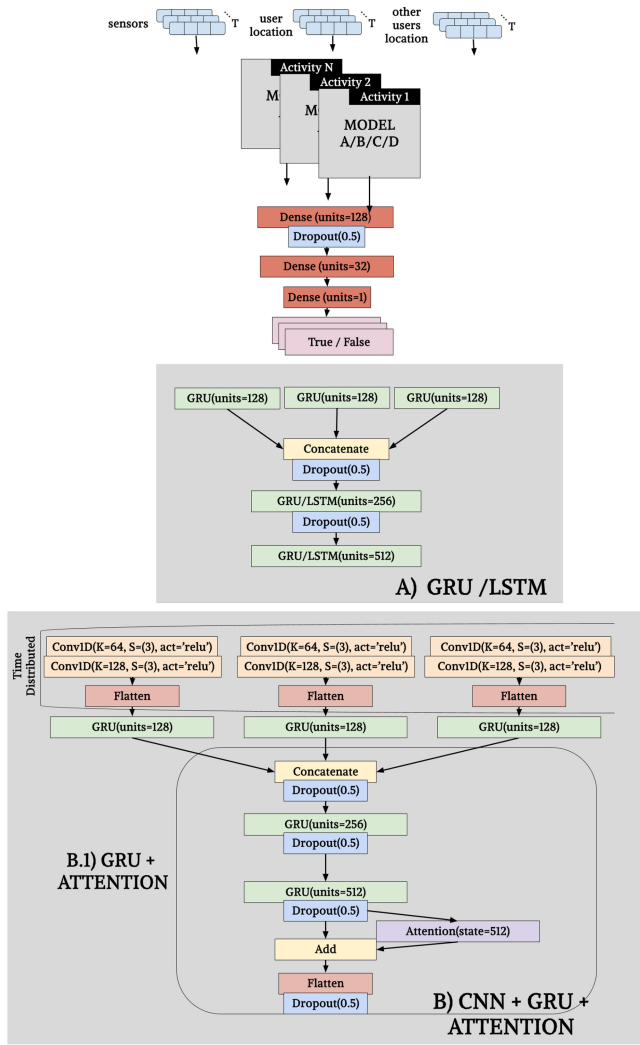 sensors
T
user
location
T
other
users
location
T
Activity N
Activity 2
Activity 1
MODEL
A/B/C/D
Dense (units=128)
Dropout(0.5)
Dense (units=32)
Dense (units=1)
True / False
GRU(units=128)
GRU(units=128)
GRU(units=128)
Concatenate
Dropout(0.5)
GRU/LSTM(units=256)
Dropout(0.5)
GRU/LSTM(units=512)
A) GRU /LSTM
Time
Distributed
Conv1D(K=64, S=(3), act='relu')
Conv1D(K=128, S=(3), act='relu')
Flatten
GRU(units=128)
Conv1D(K=64, S=(3), act='relu')
Conv1D(K=128, S=(3), act='relu')
Flatten
GRU(units=128)
Conv1D(K=64, S=(3), act='relu')
Conv1D(K=128, S=(3), act='relu')
Flatten
GRU(units=128)
Concatenate
Dropout(0.5)
GRU(units=256)
Dropout(0.5)
B.1) GRU +
ATTENTION
GRU(units=512)
Dropout(0.5)
Attention(state=512)
Add
Flatten
Dropout(0.5)
B) CNN + GRU +
ATTENTION